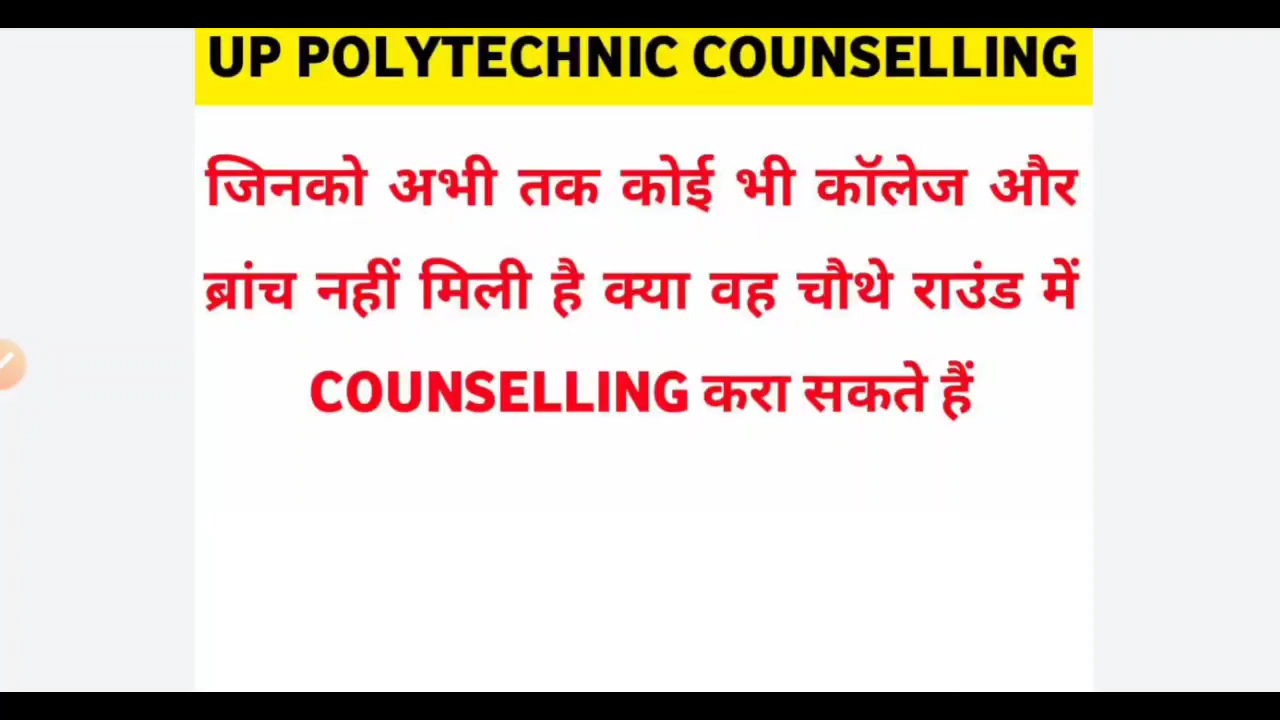 UP POLYTECHNIC COUNSELLING
जिनको अभी तक कोई भी कॉलेज और
ब्रांच नहीं मिली है क्या वह चौथे राउंड में
COUNSELLING करा सकते हैं